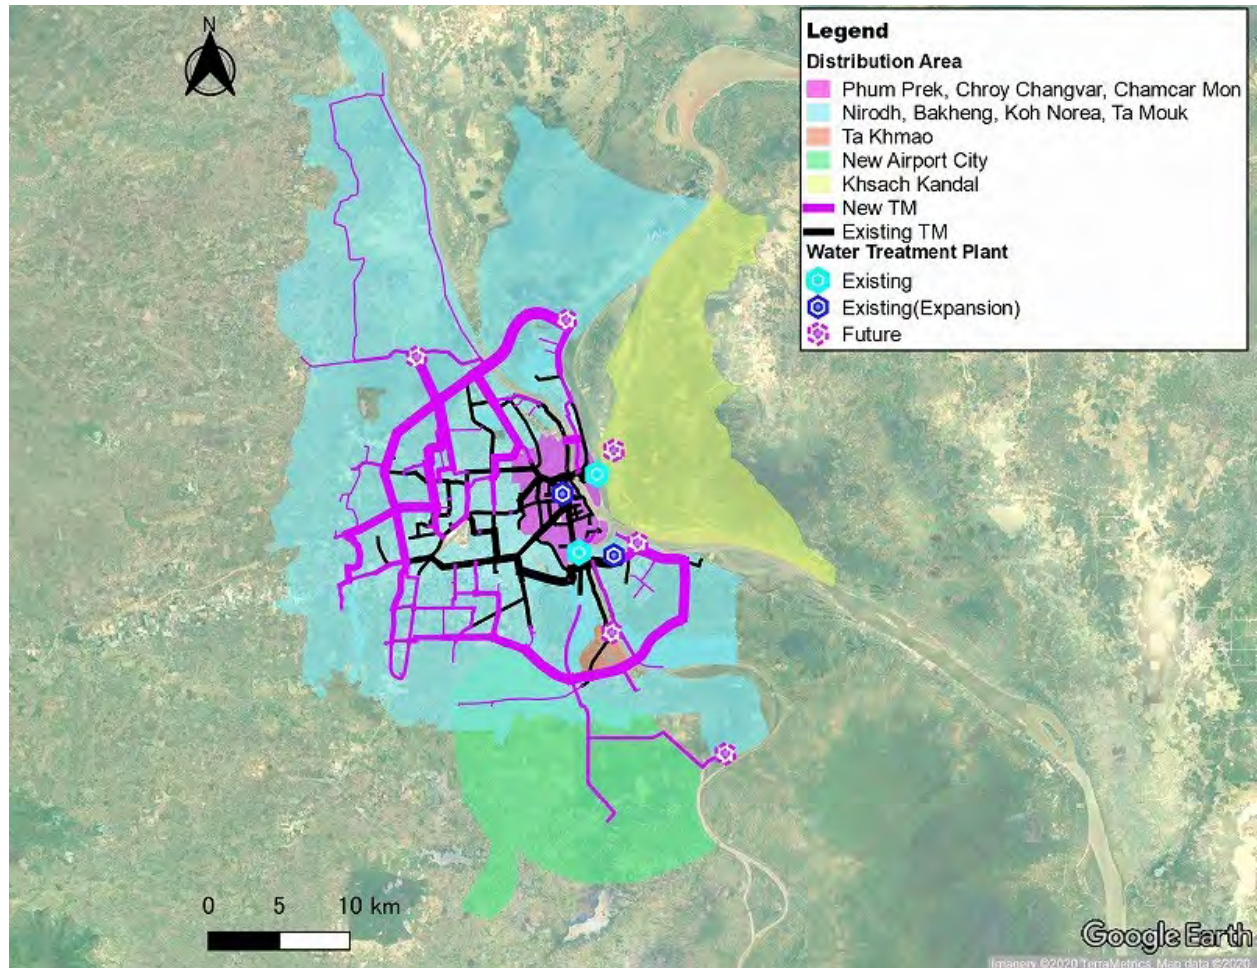 N
Legend
Distribution Area
Phum Prek, Chroy Changvar, Chamcar Mon
Nirodh, Bakheng, Koh Norea, Ta Mouk
Ta Khmao
New Airport City
Khsach Kandal
New TM
Existing TM
Water Treatment Plant
Existing
Existing(Expansion)
Future
0 5 10 km
Google Earth
Imagery ©2020 TerraMetrics, Map data ©2020